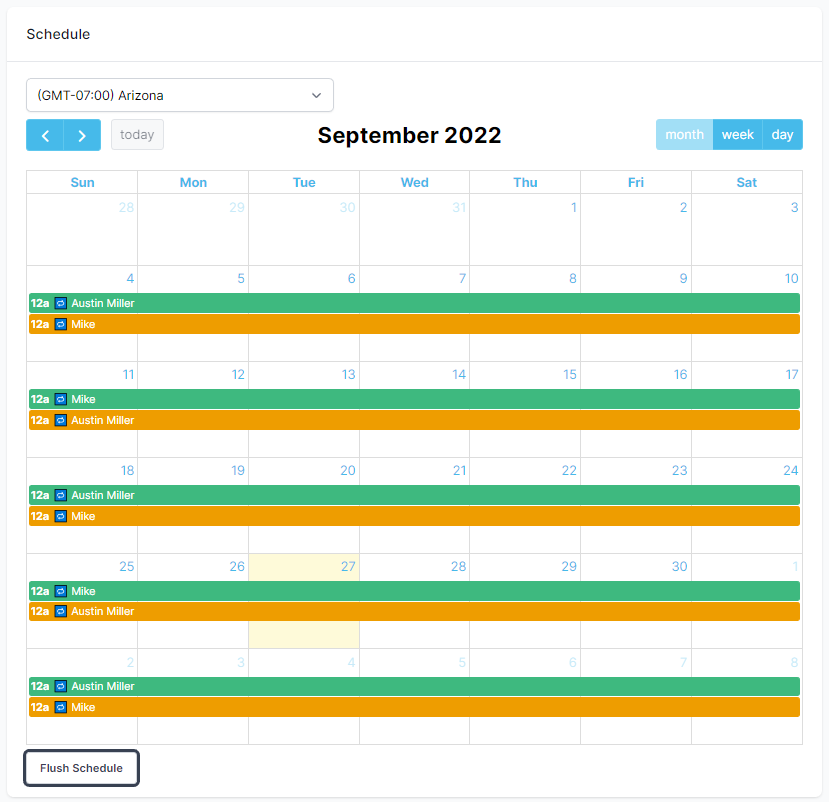 Schedule
(GMT-07:00) Arizona
today
September 2022
month week day
Sun Mon Tue Wed Thu Fri Sat
28 29 30 31 1 2 3
4 5 6 7 8 9 10
12a Austin Miller
12a Mike
11 12 13 14 15 16 17
12a Mike
12a Austin Miller
18 19 20 21 22 23 24
12a Austin Miller
12a Mike
25 26 27 28 29 30 1
12a Mike
12a Austin Miller
2 3 4 5 6 7 8
12a Austin Miller
12a Mike
Flush Schedule